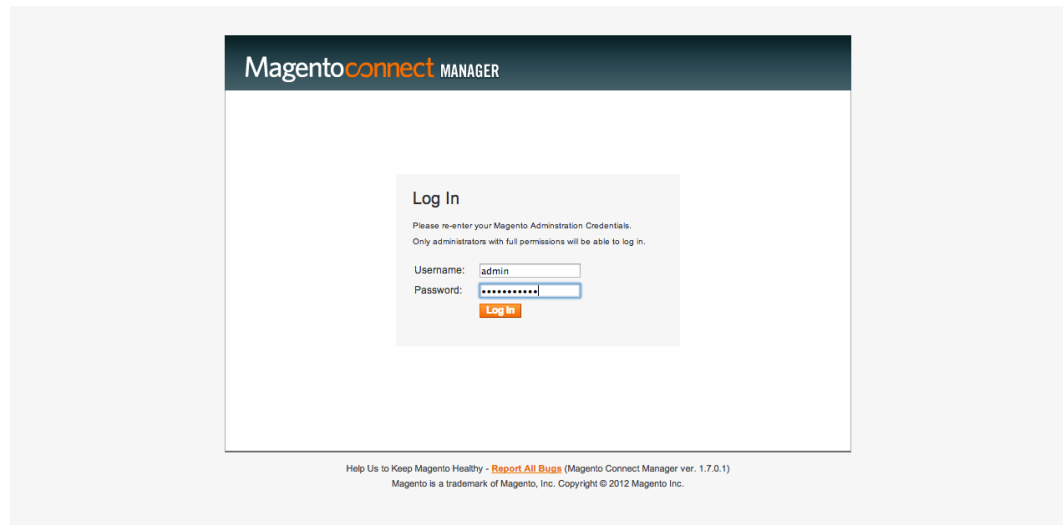 Magentoconnect MANAGER
Log In
Please re-enter your Magento Adminstration Credentials.
Only administrators with full permissions will be able to log in.
Username: admin
Password: •••••••••••
Log In
Help Us to Keep Magento Healthy - Report All Bugs (Magento Connect Manager ver. 1.7.0.1)
Magento is a trademark of Magento, Inc. Copyright © 2012 Magento Inc.